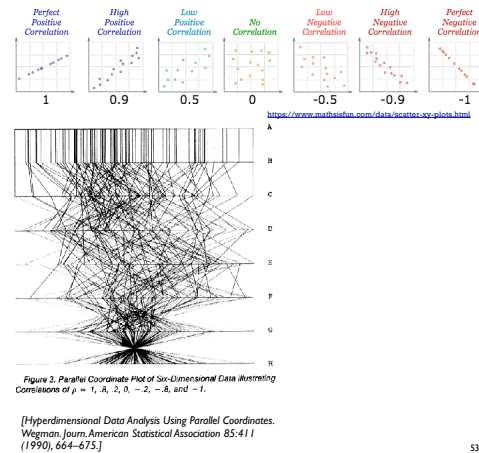 Perfect Positive Correlation
High Positive Correlation
Low Positive Correlation
No Correlation
Low Negative Correlation
High Negative Correlation
Perfect Negative Correlation
1
0.9
0.5
0
-0.5
-0.9
-1
https://www.mathsisfun.com/data/scatter-xy-plots.html
A
B
C
D
E
F
G
H
Figure 3. Parallel Coordinate Plot of Six-Dimensional Data Illustrating
Correlations of ρ = 1, .8, .2, 0, −.2, −.8, and −1.
[Hyperdimensional Data Analysis Using Parallel Coordinates.
Wegman. Journ. American Statistical Association 85:411
(1990), 664–675.]
53